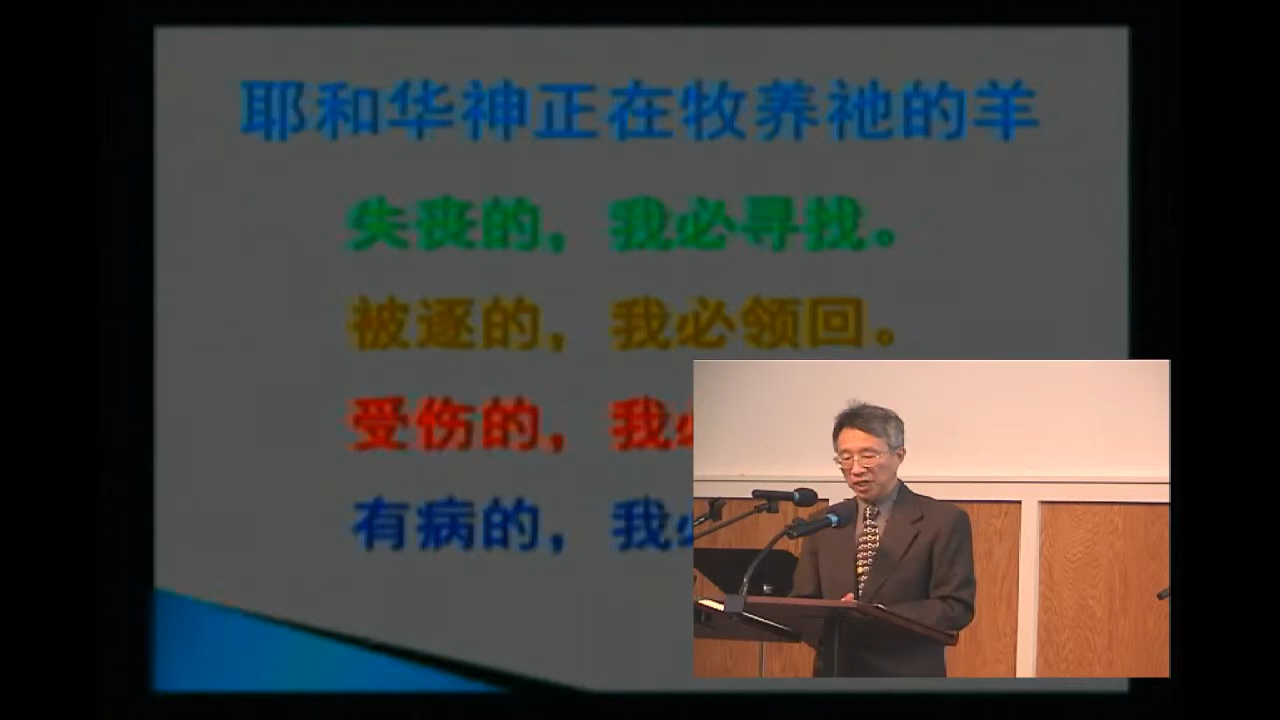 耶和华神正在牧养祂的羊
失丧的，我必寻找。
被逐的，我必领回。
受伤的，我
有病的，我